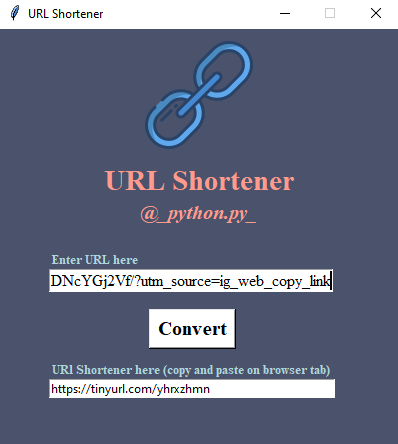 URL Shortener
URL Shortener
@_python.py_
Enter URL here
DNcYGj2Vf/?utm_source=ig_web_copy_link
Convert
URl Shortener here (copy and paste on browser tab)
https://tinyurl.com/yhrxzhmn